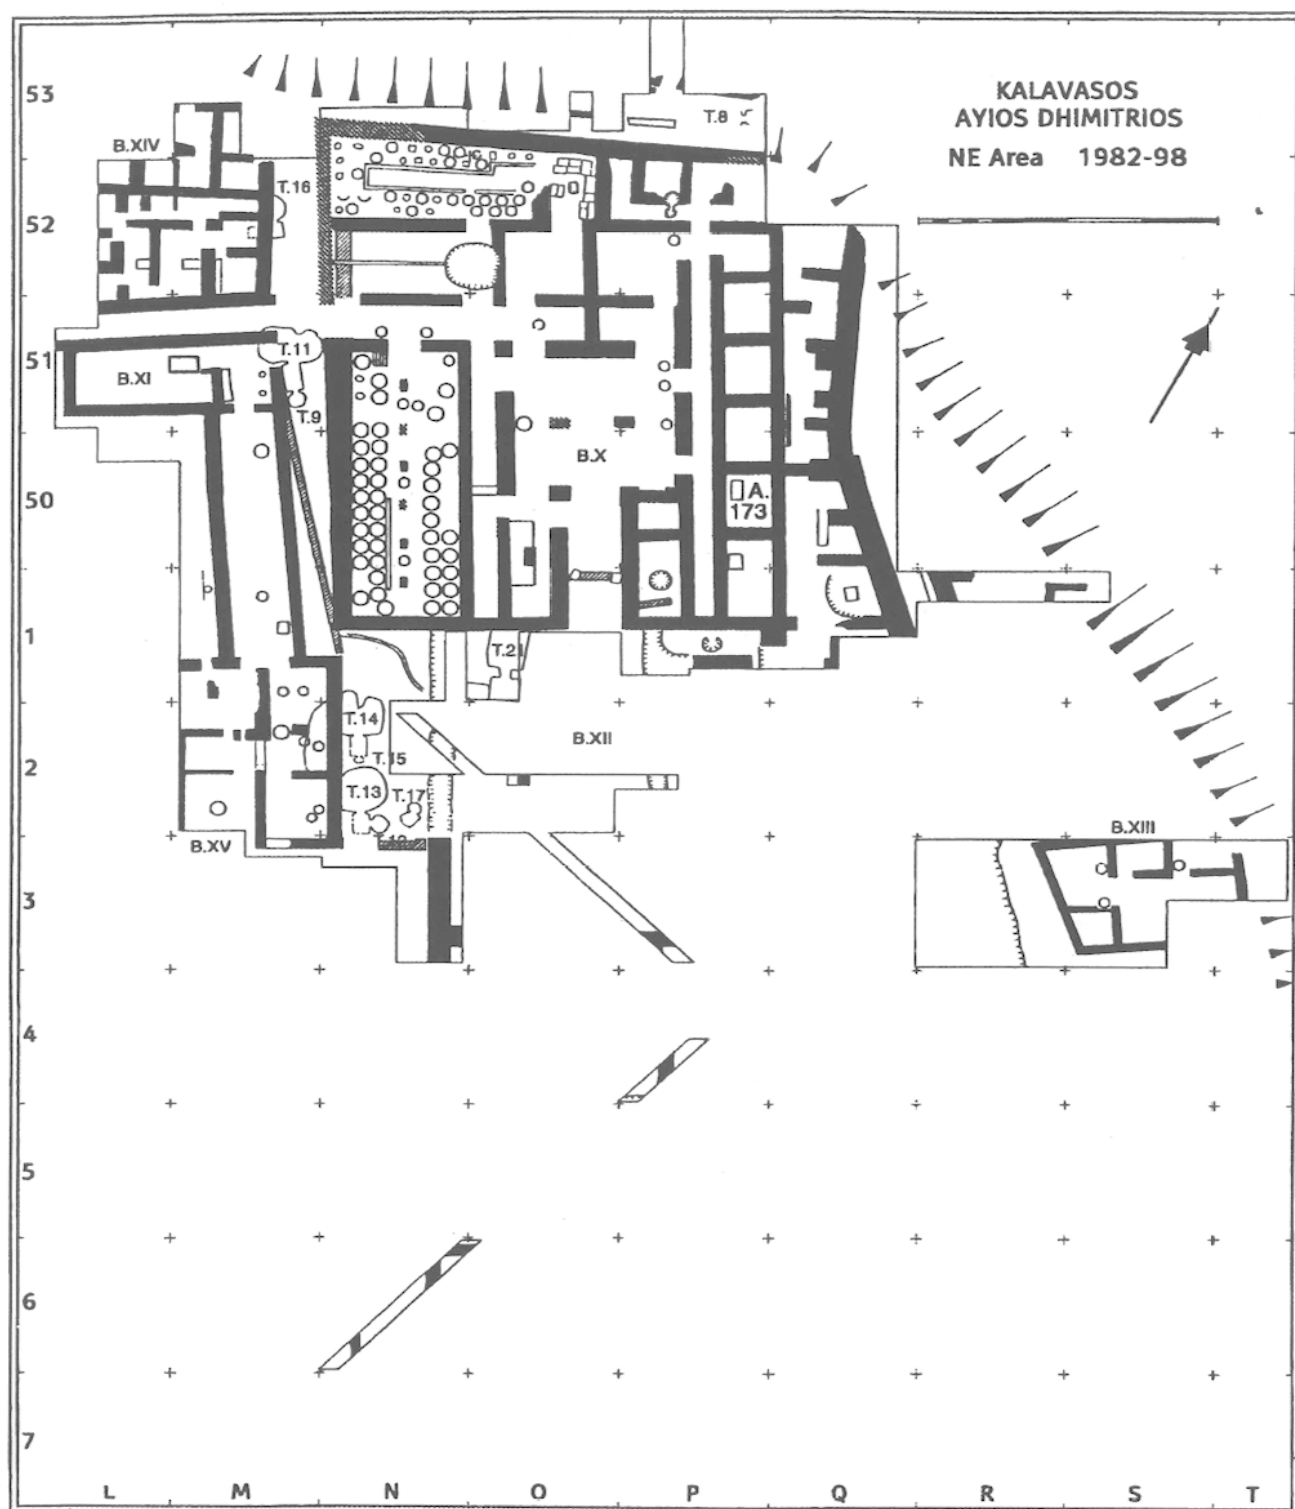 KALAVASOS
AYIOS DHIMITRIOS
NE Area 1982-98
53
T.8
B.XIV
T.16
52
T.11
51
B.XI
T.9
B.X
A.
173
50
1
T.21
T.14
B.XII
T.15
2
T.13
T.17
B.XIII
B.XV
3
4
5
6
7
L M N O P Q R S T